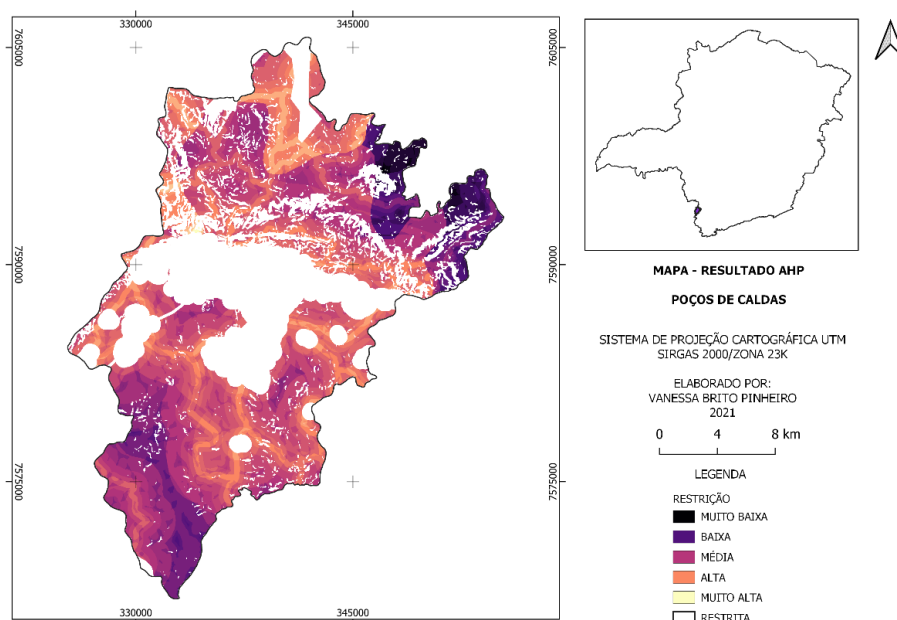 330000
345000
7605000
7605000
7590000
7590000
7575000
7575000
330000
345000
MAPA - RESULTADO AHP
POÇOS DE CALDAS
SISTEMA DE PROJEÇÃO CARTOGRÁFICA UTM
SIRGAS 2000/ZONA 23K
ELABORADO POR:
VANESSA BRITO PINHEIRO
2021
0 4 8 km
LEGENDA
RESTRIÇÃO
MUITO BAIXA
BAIXA
MÉDIA
ALTA
MUITO ALTA
RESTRITA